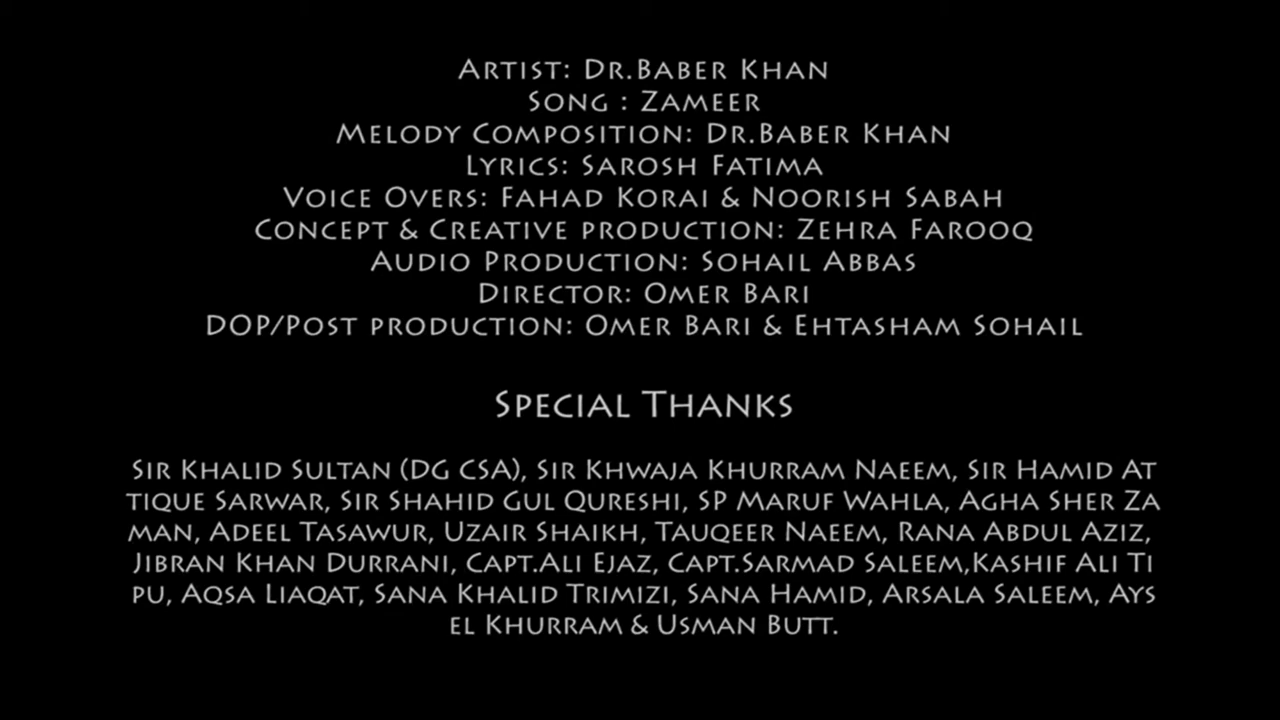 Artist: Dr.Baber Khan
Song : Zameer
Melody Composition: Dr.Baber Khan
Lyrics: Sarosh Fatima
Voice Overs: Fahad Korai & Noorish Sabah
Concept & Creative production: Zehra Farooq
Audio Production: Sohail Abbas
Director: Omer Bari
DOP/Post production: Omer Bari & Ehtasham Sohail
Special Thanks
Sir Khalid Sultan (DG CSA), Sir Khwaja Khurram Naeem, Sir Hamid At
tique Sarwar, Sir Shahid Gul Qureshi, SP Maruf Wahla, Agha Sher Za
man, Adeel Tasawur, Uzair Shaikh, Tauqeer Naeem, Rana Abdul Aziz,
Jibran Khan Durrani, Capt.Ali Ejaz, Capt.Sarmad Saleem,Kashif Ali Ti
pu, Aqsa Liaqat, Sana Khalid Trimizi, Sana Hamid, Arsala Saleem, Ays
el Khurram & Usman Butt.